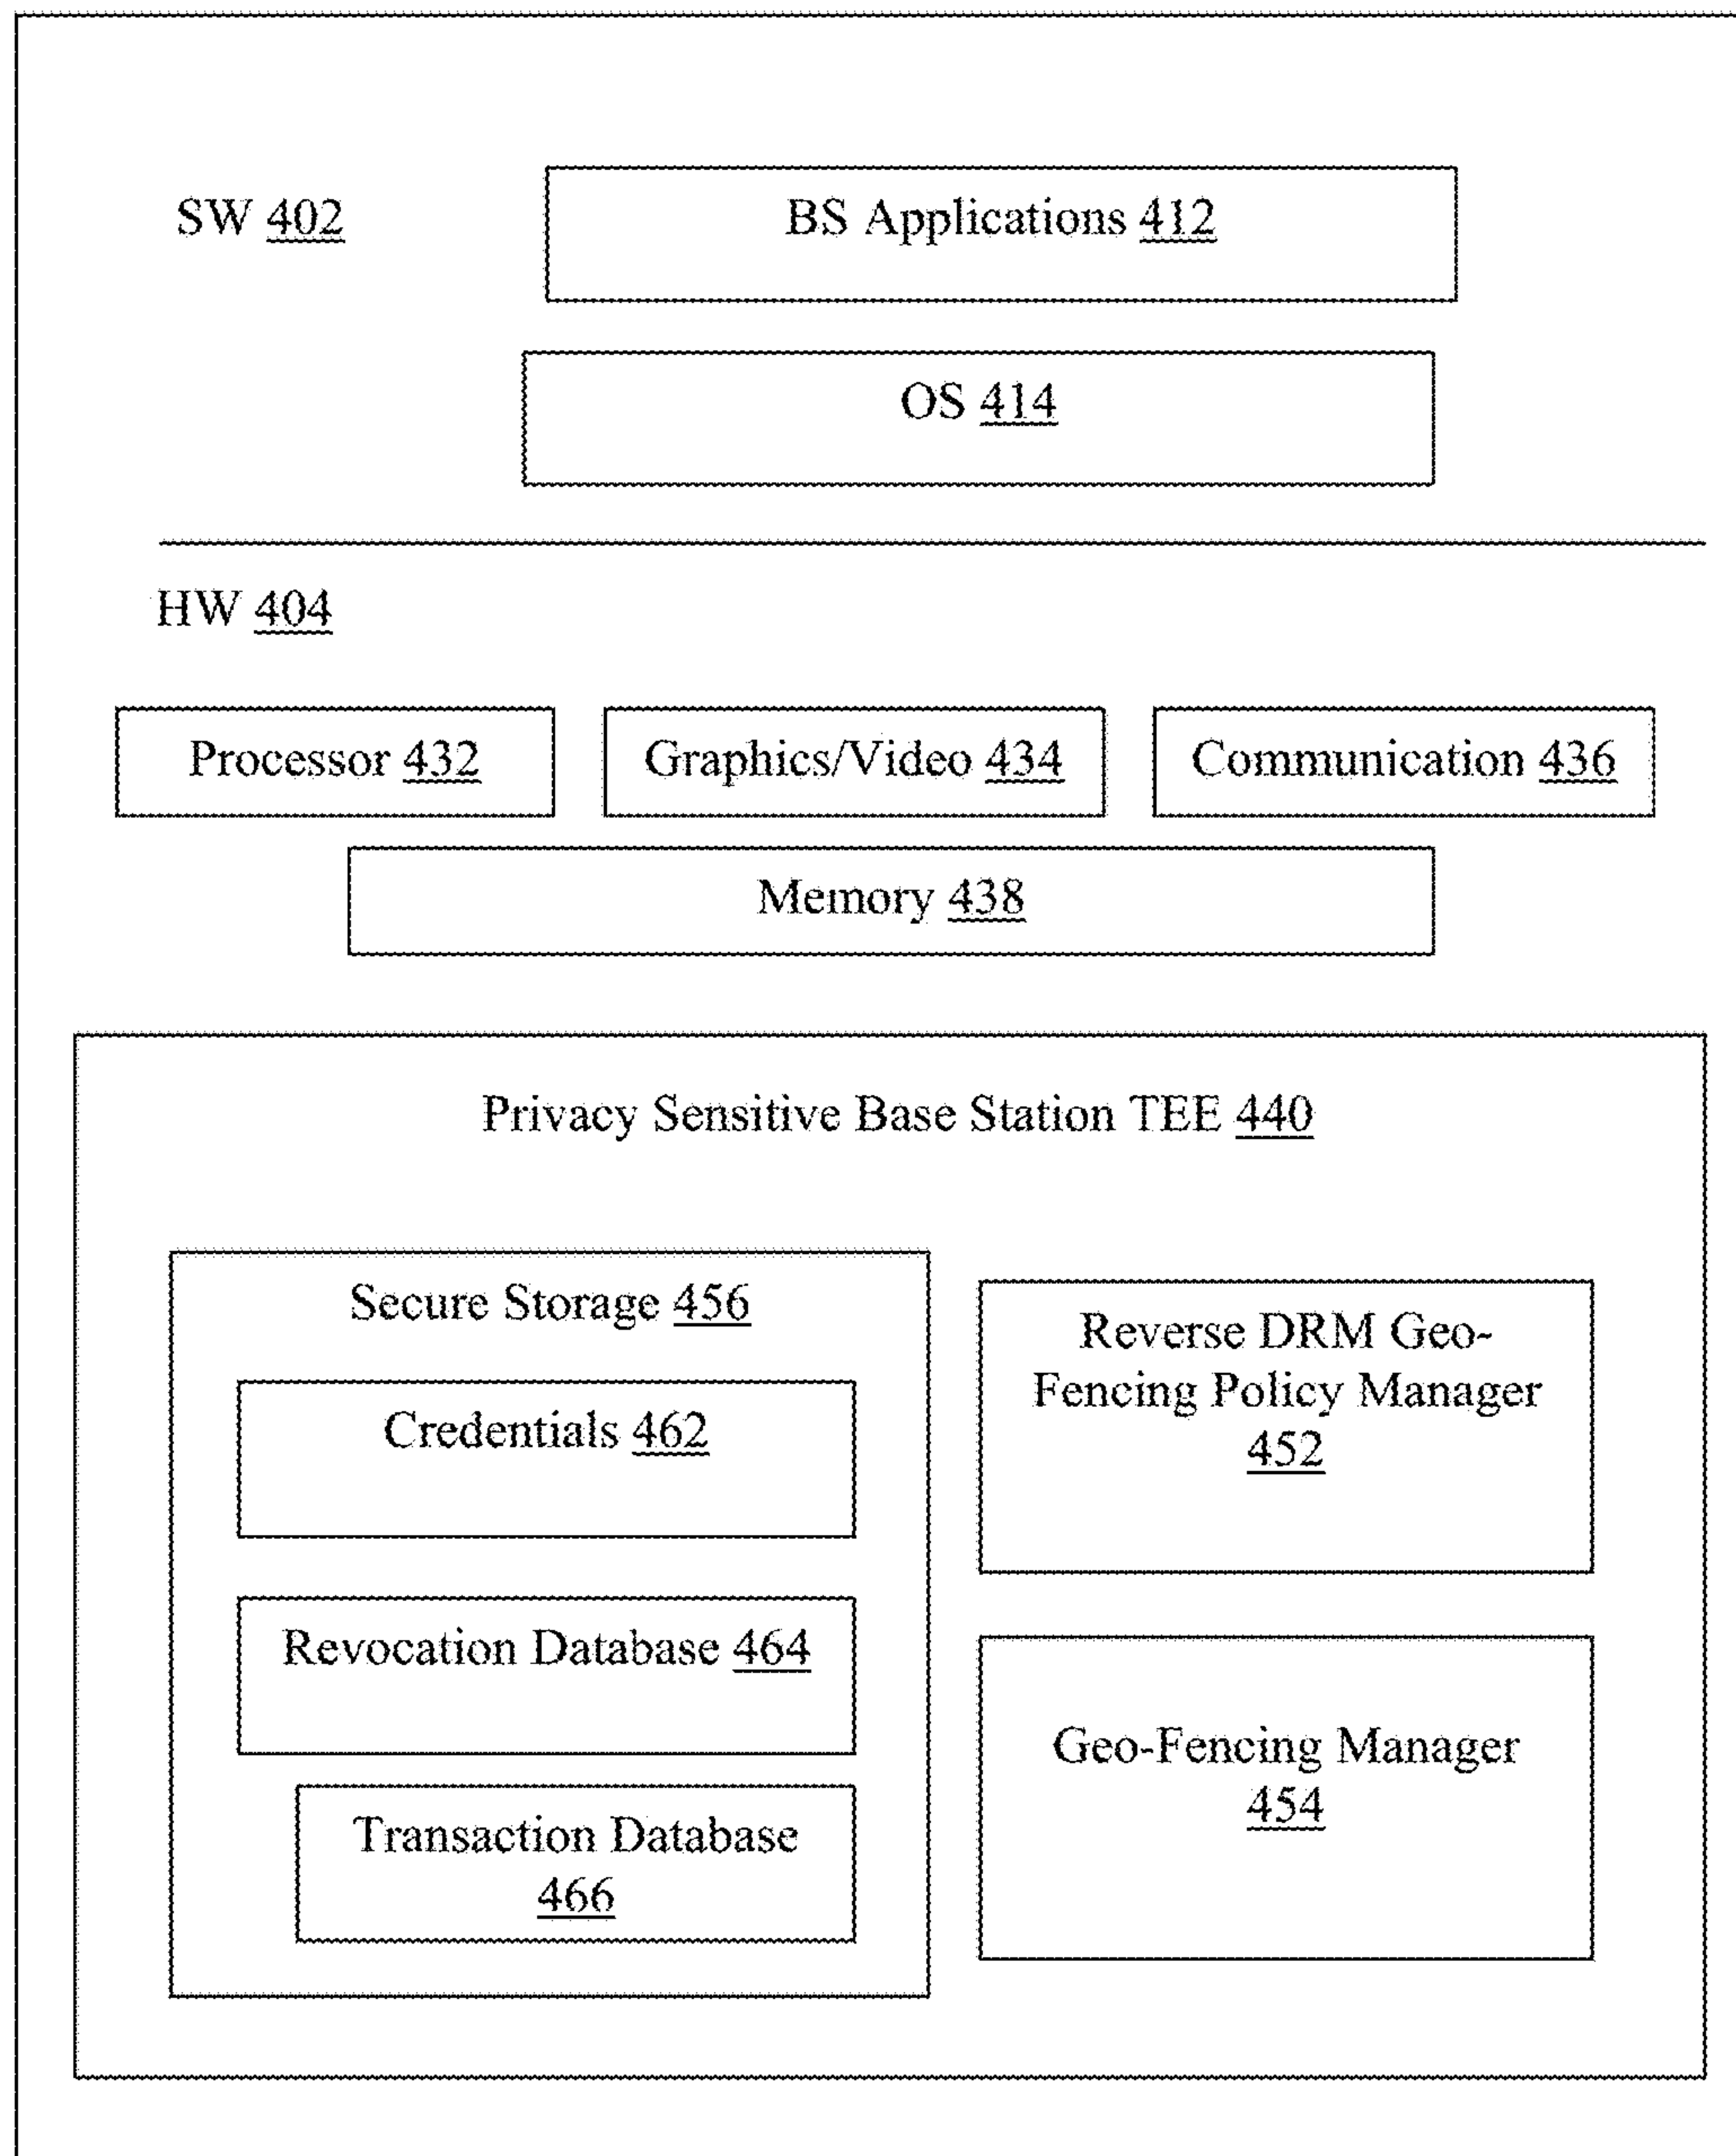 SW 402
BS Applications 412
OS 414
HW 404
Processor 432
Graphics/Video 434
Communication 436
Memory 438
Privacy Sensitive Base Station TEE 440
Secure Storage 456
Credentials 462
Revocation Database 464
Transaction Database
466
Reverse DRM Geo-
Fencing Policy Manager
452
Geo-Fencing Manager
454